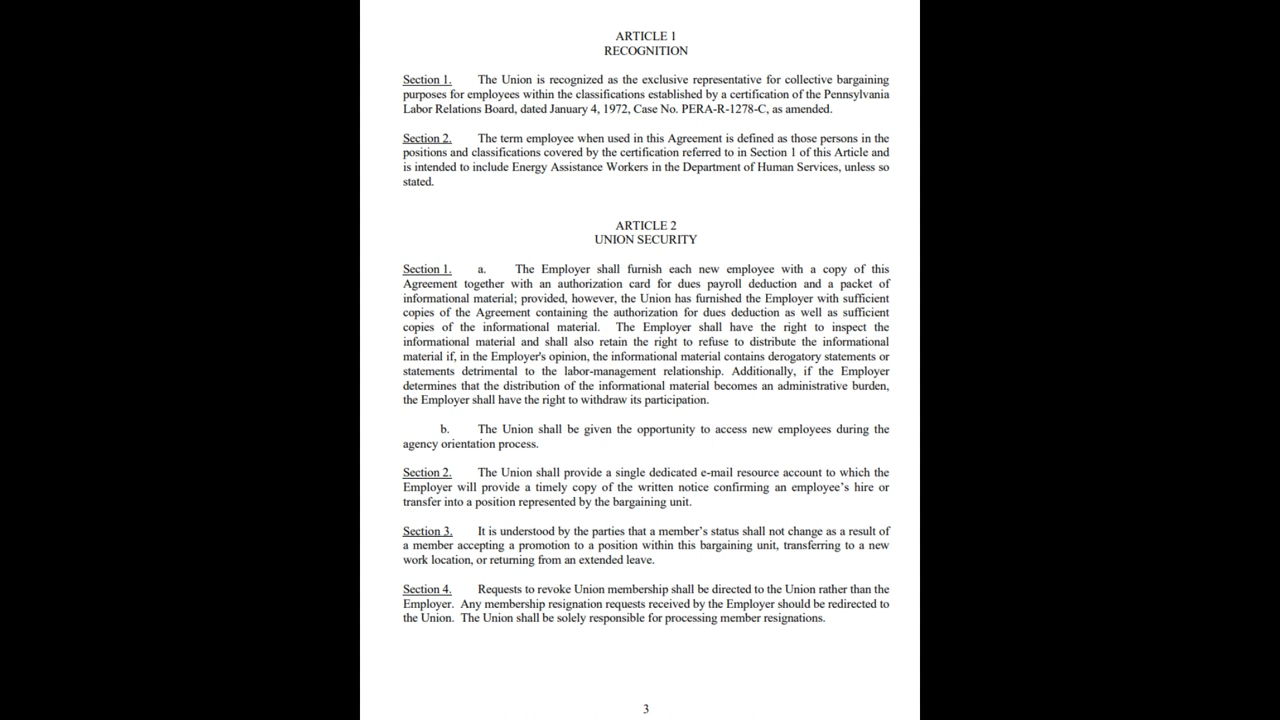 ARTICLE 1
RECOGNITION
Section 1. The Union is recognized as the exclusive representative for collective bargaining
purposes for employees within the classifications established by a certification of the Pennsylvania
Labor Relations Board, dated January 4, 1972, Case No. PERA-R-1278-C, as amended.
Section 2. The term employee when used in this Agreement is defined as those persons in the
positions and classifications covered by the certification referred to in Section 1 of this Article and
is intended to include Energy Assistance Workers in the Department of Human Services, unless so
stated.
ARTICLE 2
UNION SECURITY
Section 1. a. The Employer shall furnish each new employee with a copy of this
Agreement together with an authorization card for dues payroll deduction and a packet of
informational material; provided, however, the Union has furnished the Employer with sufficient
copies of the Agreement containing the authorization for dues deduction as well as sufficient
copies of the informational material. The Employer shall have the right to inspect the
informational material and shall also retain the right to refuse to distribute the informational
material if, in the Employer's opinion, the informational material contains derogatory statements or
statements detrimental to the labor-management relationship. Additionally, if the Employer
determines that the distribution of the informational material becomes an administrative burden,
the Employer shall have the right to withdraw its participation.
b. The Union shall be given the opportunity to access new employees during the
agency orientation process.
Section 2. The Union shall provide a single dedicated e-mail resource account to which the
Employer will provide a timely copy of the written notice confirming an employee’s hire or
transfer into a position represented by the bargaining unit.
Section 3. It is understood by the parties that a member’s status shall not change as a result of
a member accepting a promotion to a position within this bargaining unit, transferring to a new
work location, or returning from an extended leave.
Section 4. Requests to revoke Union membership shall be directed to the Union rather than the
Employer. Any membership resignation requests received by the Employer should be redirected to
the Union. The Union shall be solely responsible for processing member resignations.
3